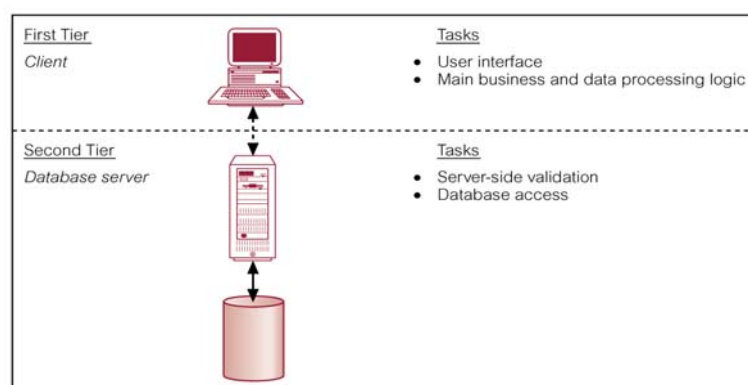 First Tier
Tasks
Client
● User interface
● Main business and data processing logic
Second Tier
Tasks
Database server
● Server-side validation
● Database access